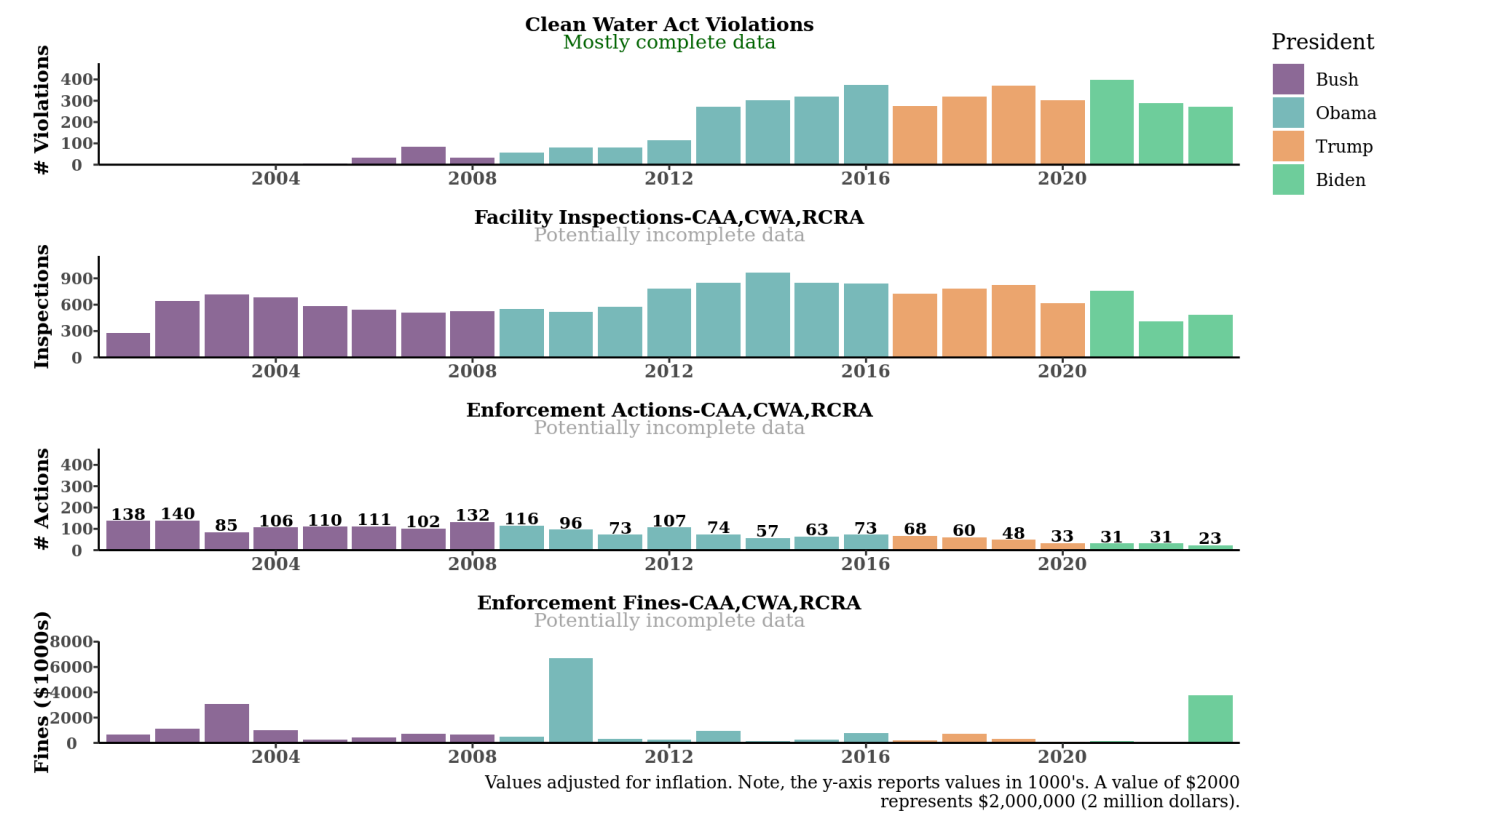 Clean Water Act Violations
Mostly complete data
# Violations
400
300
200
100
0
2004 2008 2012 2016 2020
President
Bush
Obama
Trump
Biden
Facility Inspections-CAA,CWA,RCRA
Potentially incomplete data
Inspections
900
600
300
0
2004 2008 2012 2016 2020
Enforcement Actions-CAA,CWA,RCRA
Potentially incomplete data
# Actions
400
300
200
100
0
138 140 85 106 110 111 102 132 116 96 73 107 74 57 63 73 68 60 48 33 31 31 23
2004 2008 2012 2016 2020
Enforcement Fines-CAA,CWA,RCRA
Potentially incomplete data
Fines ($1000s)
8000
6000
4000
2000
0
2004 2008 2012 2016 2020
Values adjusted for inflation. Note, the y-axis reports values in 1000's. A value of $2000
represents $2,000,000 (2 million dollars).